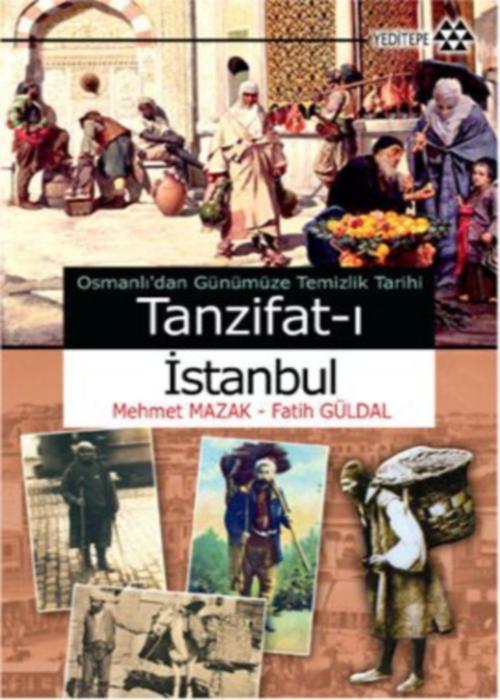 YEDİTEPE
Osmanlı'dan Günümüze Temizlik Tarihi
Tanzifat-ı
İstanbul
Mehmet MAZAK - Fatih GÜLDAL